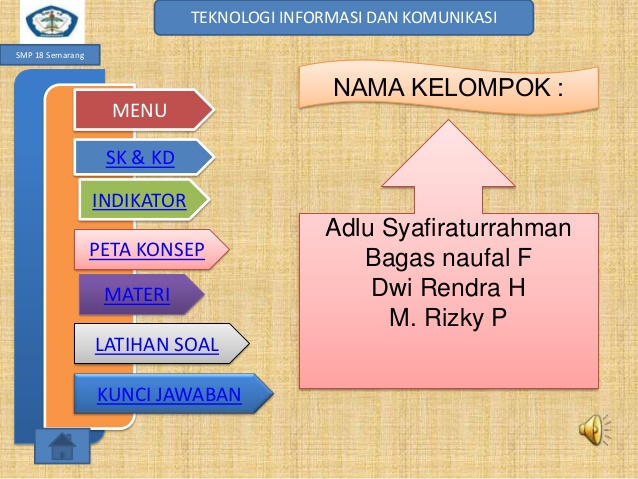 TEKNOLOGI INFORMASI DAN KOMUNIKASI
SMP 18 Semarang
MENU
SK & KD
INDIKATOR
PETA KONSEP
MATERI
LATIHAN SOAL
KUNCI JAWABAN
NAMA KELOMPOK :
Adlu Syafiraturrahman
Bagas naufal F
Dwi Rendra H
M. Rizky P